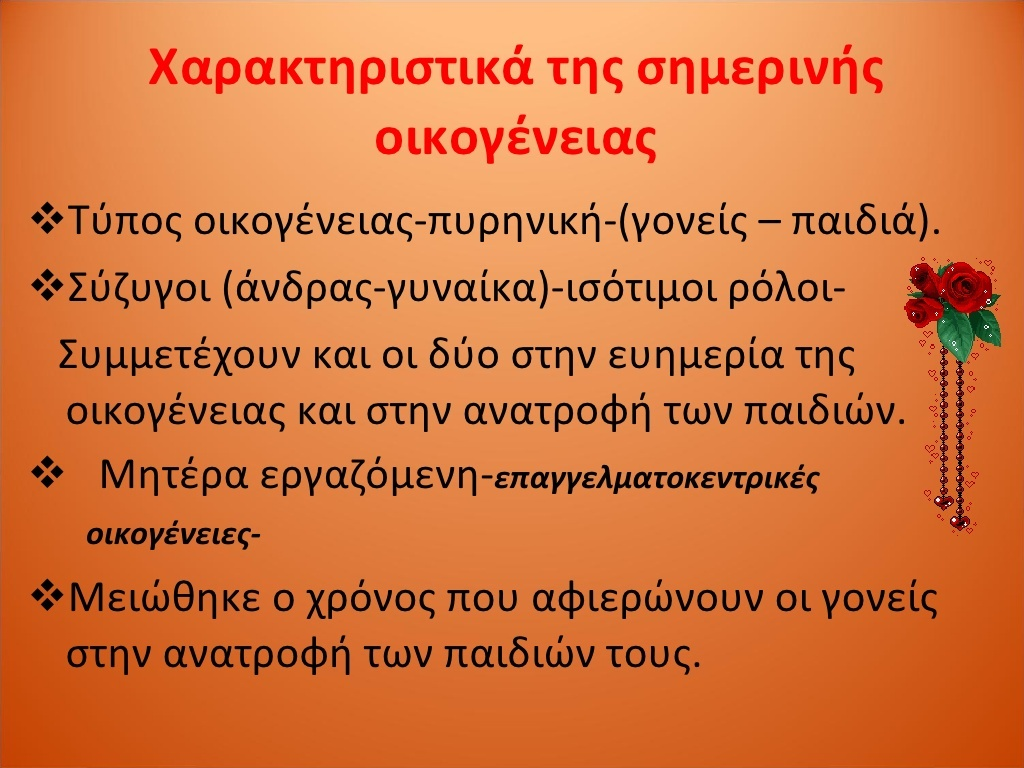 Χαρακτηριστικά της σημερινής
οικογένειας
❖Τύπος οικογένειας-πυρηνική-(γονείς – παιδιά).
❖Σύζυγοι (άνδρας-γυναίκα)-ισότιμοι ρόλοι-
Συμμετέχουν και οι δύο στην ευημερία της
οικογένειας και στην ανατροφή των παιδιών.
❖ Μητέρα εργαζόμενη-επαγγελματοκεντρικές
οικογένειες-
❖Μειώθηκε ο χρόνος που αφιερώνουν οι γονείς
στην ανατροφή των παιδιών τους.